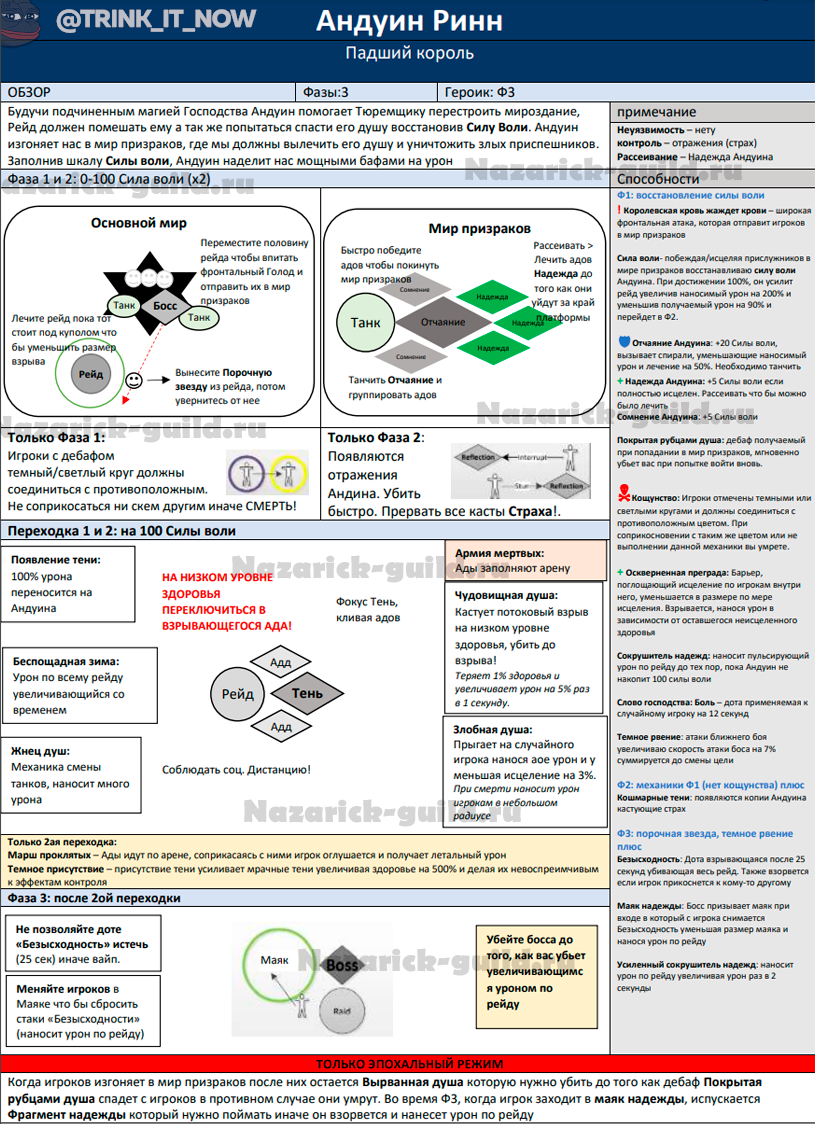 @TRINK_IT_NOW
Андуин Ринн
Падший король
ОБЗОР
Фазы:3
Героик: Ф3
Будучи подчиненным магией Господства Андуин помогает Тюремщику перестроить мироздание,
Рейд должен помешать ему а так же попытаться спасти его душу восстановив Силу Воли. Андуин
изгоняет нас в мир призраков, где мы должны вылечить его душу и уничтожить злых приспешников.
Заполнив шкалу Силы воли, Андуин наделит нас мощными бафами на урон
Nazarick-guild.ru
Фаза 1 и 2: 0-100 Сила воли (х2)
Основной мир
Переместите половину
рейда чтобы впитать
фронтальный Голод и
отправить их в мир
призраков
Танк
Босс
Танк
Лечите рейд пока тот
стоит под куполом что
бы уменьшить размер
взрыва
Рейд
Вынесите Порочную
звезду из рейда, потом
увернитесь от нее
Мир призраков
Быстро победите
адов чтобы покинуть
мир призраков
Рассеивать >
Лечить адов
Надежда до
того как они
уйдут за край
платформы
Сомнение
Надежда
Танк
Отчаяние
Надежда
Сомнение
Надежда
Танчить Отчаяние и
группировать адов
Nazarick-guild.ru
Nazarick-guild.ru
Только Фаза 1:
Игроки с дебафом
темный/светлый круг должны
соединиться с противоположным.
Не соприкосаться ни скем другим иначе СМЕРТЬ!
Только Фаза 2:
Появляются
отражения
Андина. Убить
быстро. Прервать все касты Страха!.
Reflection
Interrupt
Stun
Reflection
Переходка 1 и 2: на 100 Силы воли
Появление тени:
100% урона
переносится на
Андуина
Nazarick-guild.ru
НА НИЗКОМ УРОВНЕ
ЗДОРОВЬЯ
ПЕРЕКЛЮЧИТЬСЯ В
ВЗРЫВАЮЩЕГОСЯ АДА!
Фокус Тень,
кливая адов
Армия мертвых:
Ады заполняют арену
Чудовищная душа:
Кастует потоковый взрыв
на низком уровне
здоровья, убить до
взрыва!
Теряет 1% здоровья и
увеличивает урон на 5% раз
в 1 секунду.
Беспощадная зима:
Урон по всему рейду
увеличивающийся со
временем
Адд
Рейд
Тень
Адд
Жнец душ:
Механика смены
танков, наносит много
урона
Соблюдать соц. Дистанцию!
Злобная душа:
Прыгает на случайного
игрока нанося аое урон и у
меньшая исцеление на 3%.
При смерти наносит урон
игрокам в небольшом
радиусе
Nazarick-guild.ru
Только 2ая переходка:
Марш проклятых – Ады идут по арене, соприкасаясь с ними игрок оглушается и получает летальный урон
Темное присутствие – присутствие тени усиливает мрачные тени увеличивая здоровье на 500% и делая их невоспреимчивым
к эффектам контроля
Фаза 3: после 2ой переходки
Не позволяйте доте
«Безысходность» истечь
(25 сек) иначе вайп.
Меняйте игроков в
Маяке что бы сбросить
стаки «Безысходности»
(наносит урон по рейду)
Маяк
Boss
Raid
Nazarick-guild.ru
Убейте босса до
того, как вас убьет
увеличивающимс
я уроном по
рейду
примечание
Неуязвимость – нету
контроль – отражения (страх)
Рассеивание – Надежда Андуина
Способности
Ф1: восстановление силы воли
! Королевская кровь жаждет крови – широкая
фронтальная атака, которая отправит игроков
в мир призраков
Сила воли- побеждая/исцеляя прислужников в
мире призраков восстанавливаю силу воли
Андуина. При достижении 100%, он усилит
рейд увеличив наносимый урон на 200% и
уменьшив получаемый урон на 90% и
перейдет в Ф2.
Отчаяние Андуина: +20 Силы воли,
вызывает спирали, уменьшающие наносимый
урон и лечение на 50%. Необходимо танчить
+ Надежда Андуина: +5 Силы воли если
полностью исцелен. Рассеивать что бы можно
было лечить
Сомнение Андуина: +5 Силы воли
Покрытая рубцами душа: дебаф получаемый
при попадании в мир призраков, мгновенно
убьет вас при попытке войти вновь.
Кощунство: Игроки отмечены темными или
светлыми кругами и должны соединиться с
противоположным цветом. При
соприкосновении с таким же цветом или не
выполнении данной механики вы умрете.
+ Оскверненная преграда: Барьер,
поглощающий исцеление по игрокам внутри
него, уменьшается в размере по мере
исцеления. Взрывается, нанося урон в
зависимости от оставшегося неисцеленного
здоровья
Сокрушитель надежд: наносит пульсирующий
урон по рейду до тех пор, пока Андуин не
накопит 100 силы воли
Слово господства: Боль – дота применяемая к
случайному игроку на 12 секунд
Темное рвение: атаки ближнего боя
увеличиваю скорость атаки боса на 7%
суммируется до смены цели
Ф2: механики Ф1 (нет кощунства) плюс
Кошмарные тени: появляются копии Андуина
кастующие страх
Ф3: порочная звезда, темное рвение
плюс
Безысходность: Дота взрывающаяся после 25
секунд убивающая весь рейд. Также взорвется
если игрок прикоснется к кому-то другому
Маяк надежды: Босс призывает маяк при
входе в который с игрока снимается
Безысходность уменьшая размер маяка и
нанося урон по рейду
Усиленный сокрушитель надежд: наносит
урон по рейду увеличивая урон раз в 2
секунды
ТОЛЬКО ЭПОХАЛЬНЫЙ РЕЖИМ
Когда игроков изгоняет в мир призраков после них остается Вырванная душа которую нужно убить до того как дебаф Покрытая
рубцами душа спадет с игроков в противном случае они умрут. Во время Ф3, когда игрок заходит в маяк надежды, испускается
Фрагмент надежды который нужно поймать иначе он взорвется и нанесет урон по рейду